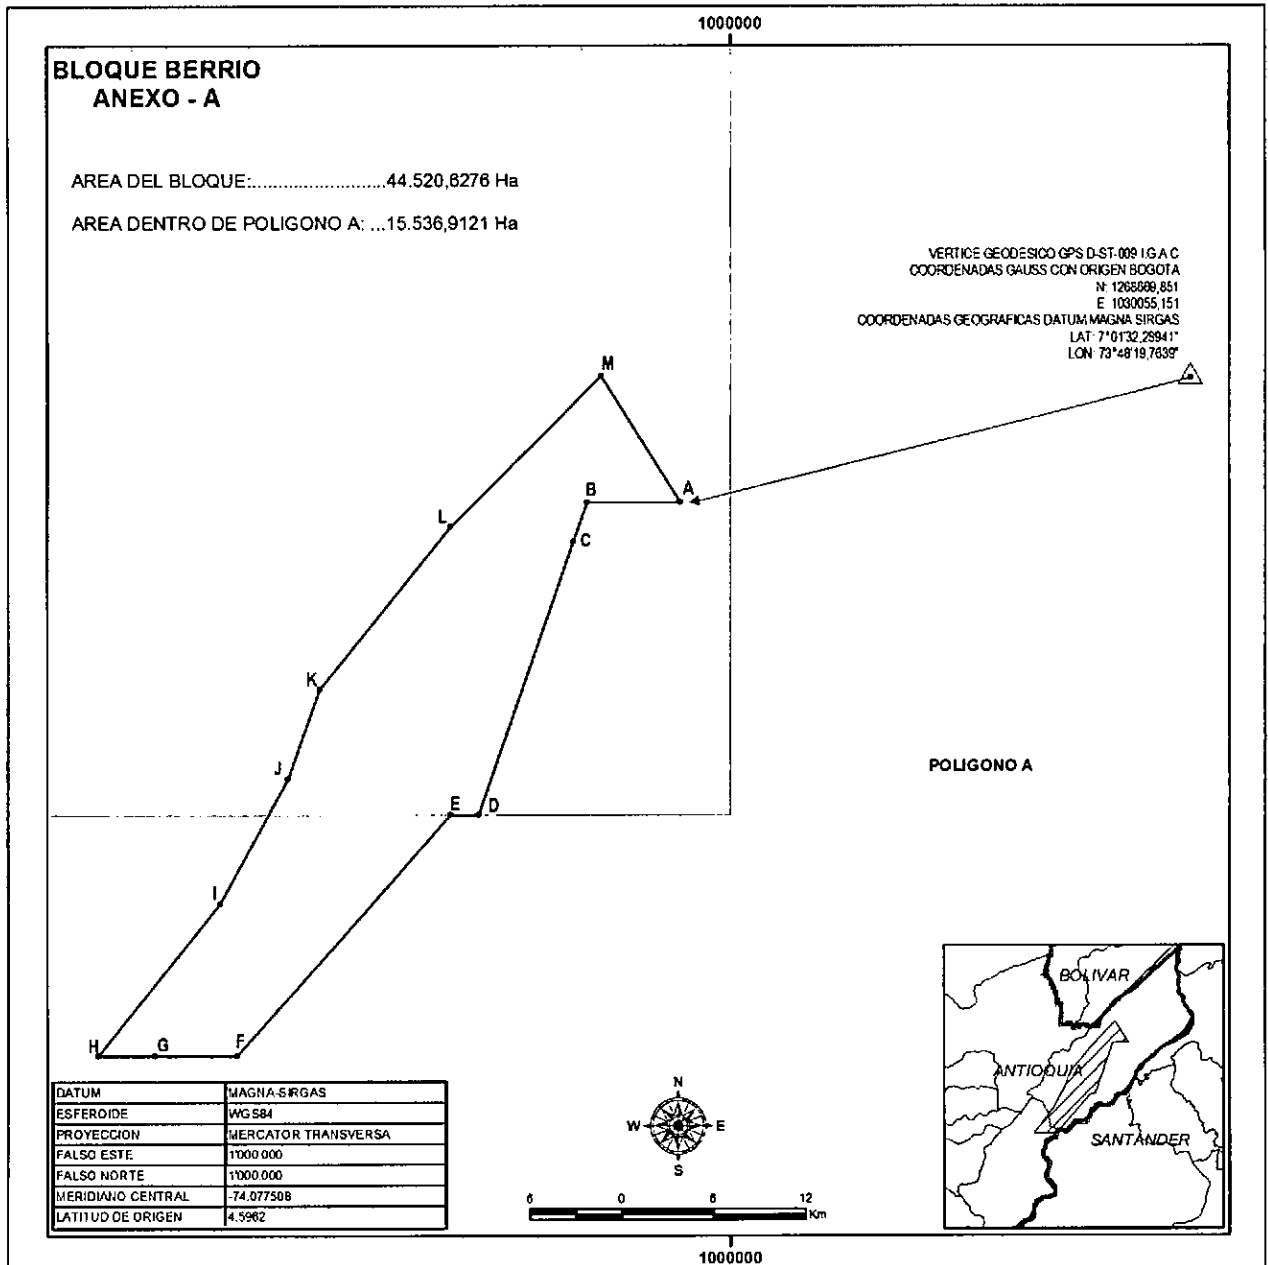 1000000
BLOQUE BERRIO
ANEXO - A
AREA DEL BLOQUE:.........................44.520,6276 Ha
AREA DENTRO DE POLIGONO A: ...15.536,9121 Ha
VERTICE GEODESICO GPS D-ST-009 I.G.A.C
COORDENADAS GAUSS CON ORIGEN BOGOTA
N: 1268669,851
E 1030055,151
COORDENADAS GEOGRAFICAS DATUM MAGNA SIRGAS
LAT: 7°01'32,28941"
LON: 73°48'19,7639"
M
B
A
L
C
K
J
POLIGONO A
E
D
I
H
G
F
BOLIVAR
ANTIOQUIA
SANTANDER
DATUM MAGNA-SIRGAS
ESFEROIDE WGS84
PROYECCION MERCATOR TRANSVERSA
FALSO ESTE 1'000.000
FALSO NORTE 1'000.000
MERIDIANO CENTRAL -74.077508
LATITUD DE ORIGEN 4.5962
N
W E
S
6 0 6 12
Km
1000000